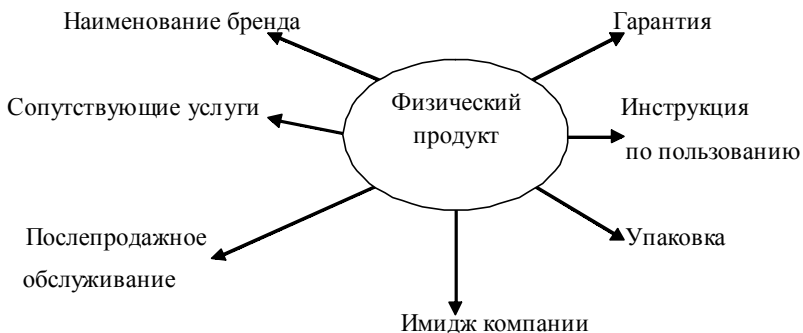 Наименование бренда
Гарантия
Сопутствующие услуги
Физический
продукт
Инструкция
по пользованию
Послепродажное
обслуживание
Упаковка
Имидж компании